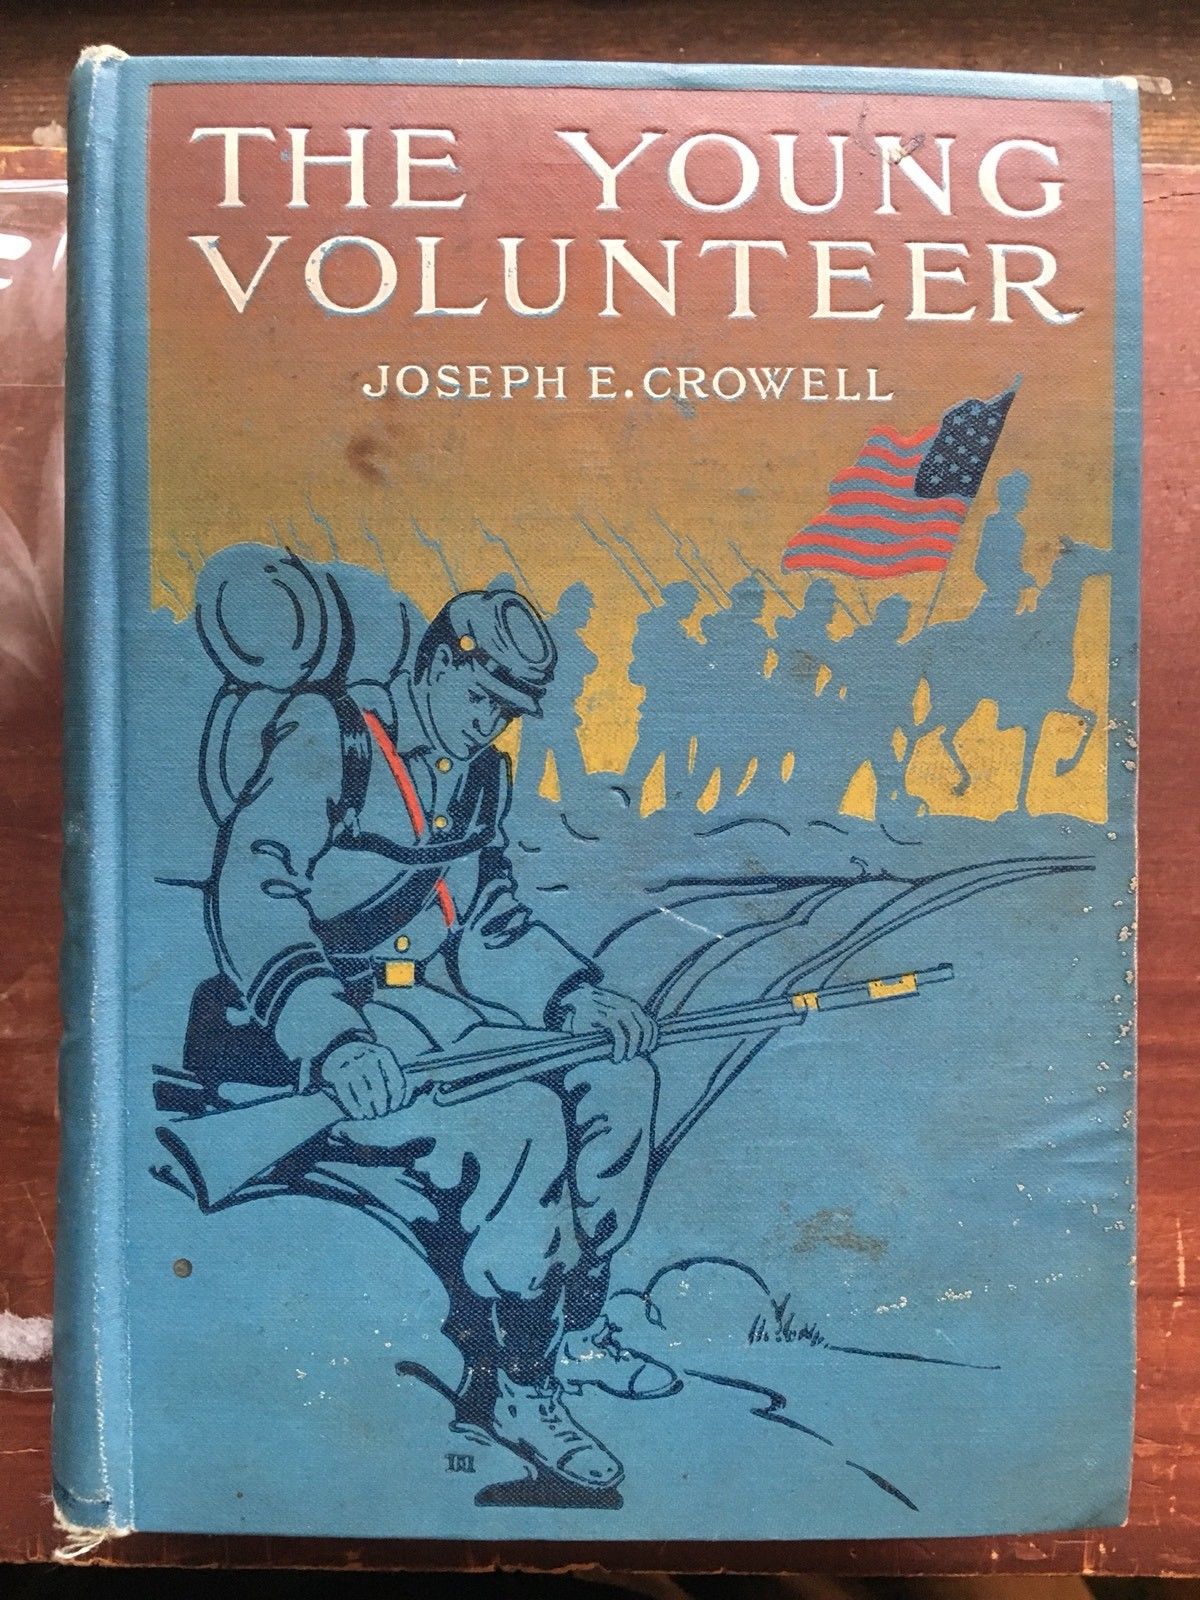 THE YOUNG
VOLUNTEER
JOSEPH E. CROWELL